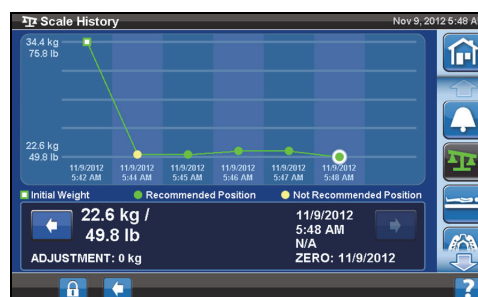 Scale History
Nov 9, 2012 5:48 A
34.4 kg
75.8 lb
22.6 kg
49.8 lb
11/9/2012 11/9/2012 11/9/2012 11/9/2012 11/9/2012 11/9/2012
5:42 AM 5:44 AM 5:45 AM 5:46 AM 5:47 AM 5:48 AM
Initial Weight Recommended Position Not Recommended Position
22.6 kg /
49.8 lb
ADJUSTMENT: 0 kg
11/9/2012
5:48 AM
N/A
ZERO: 11/9/2012
?